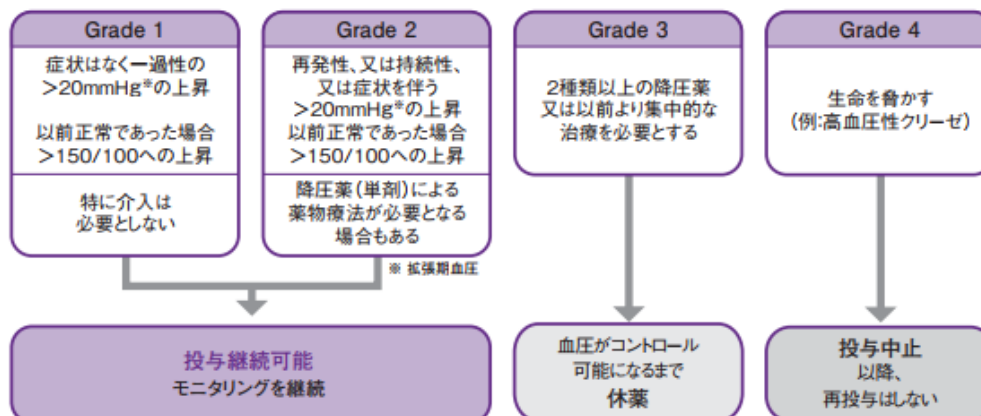 Grade 1
症状はなく一過性の
>20mmHg※の上昇
以前正常であった場合
>150/100への上昇
特に介入は
必要としない
Grade 2
再発性、又は持続性、
又は症状を伴う
>20mmHg※の上昇
以前正常であった場合
>150/100への上昇
降圧薬(単剤)による
薬物療法が必要となる
場合もある
Grade 3
2種類以上の降圧薬
又は以前より集中的な
治療を必要とする
Grade 4
生命を脅かす
(例:高血圧性クリーゼ)
※ 拡張期血圧
投与継続可能
モニタリングを継続
血圧がコントロール
可能になるまで
休薬
投与中止
以降、
再投与はしない